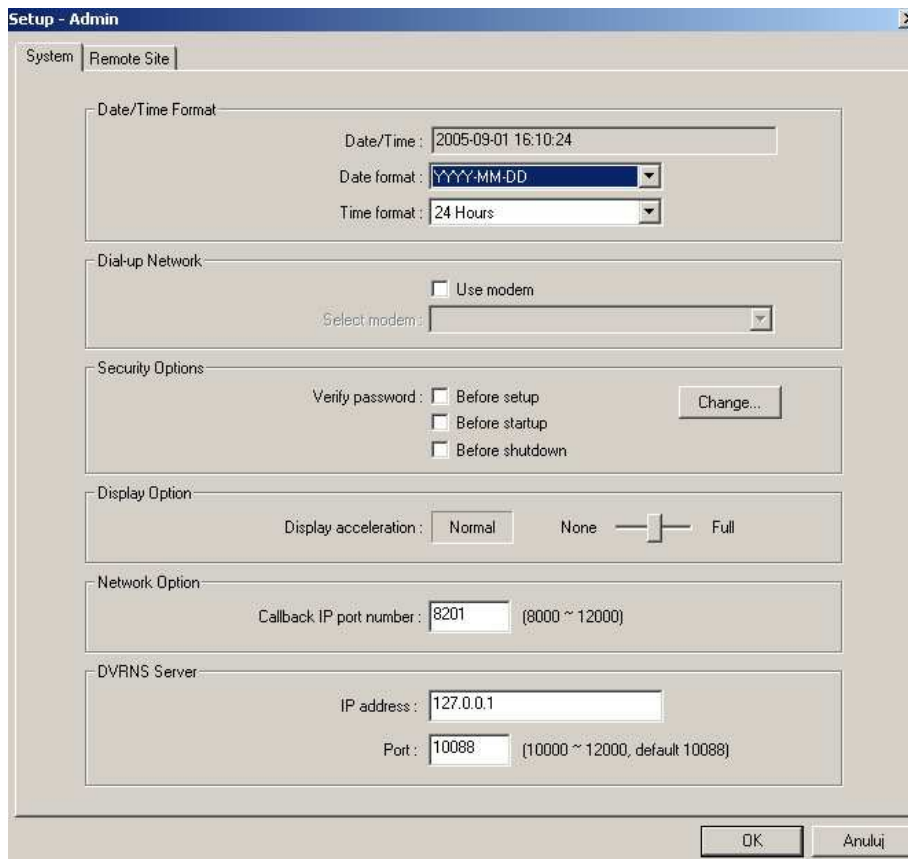 Setup - Admin
System Remote Site
Date/Time Format
Date/Time : 2005-09-01 16:10:24
Date format : YYYY-MM-DD
Time format : 24 Hours
Dial-up Network
Use modem
Select modem :
Security Options
Verify password : Before setup Change...
Before startup
Before shutdown
Display Option
Display acceleration : Normal None Full
Network Option
Callback IP port number : 8201 (8000 ~ 12000)
DVRNS Server
IP address : 127.0.0.1
Port : 10088 (10000 ~ 12000, default 10088)
OK Anuluj